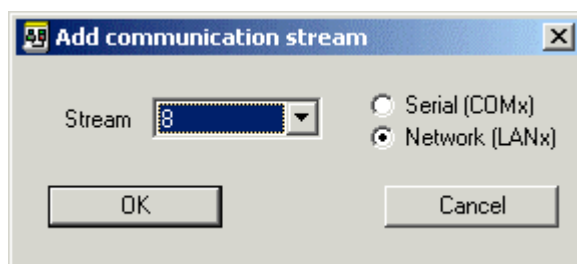 Add communication stream
Stream 8
Serial (COMx)
Network (LANx)
OK Cancel